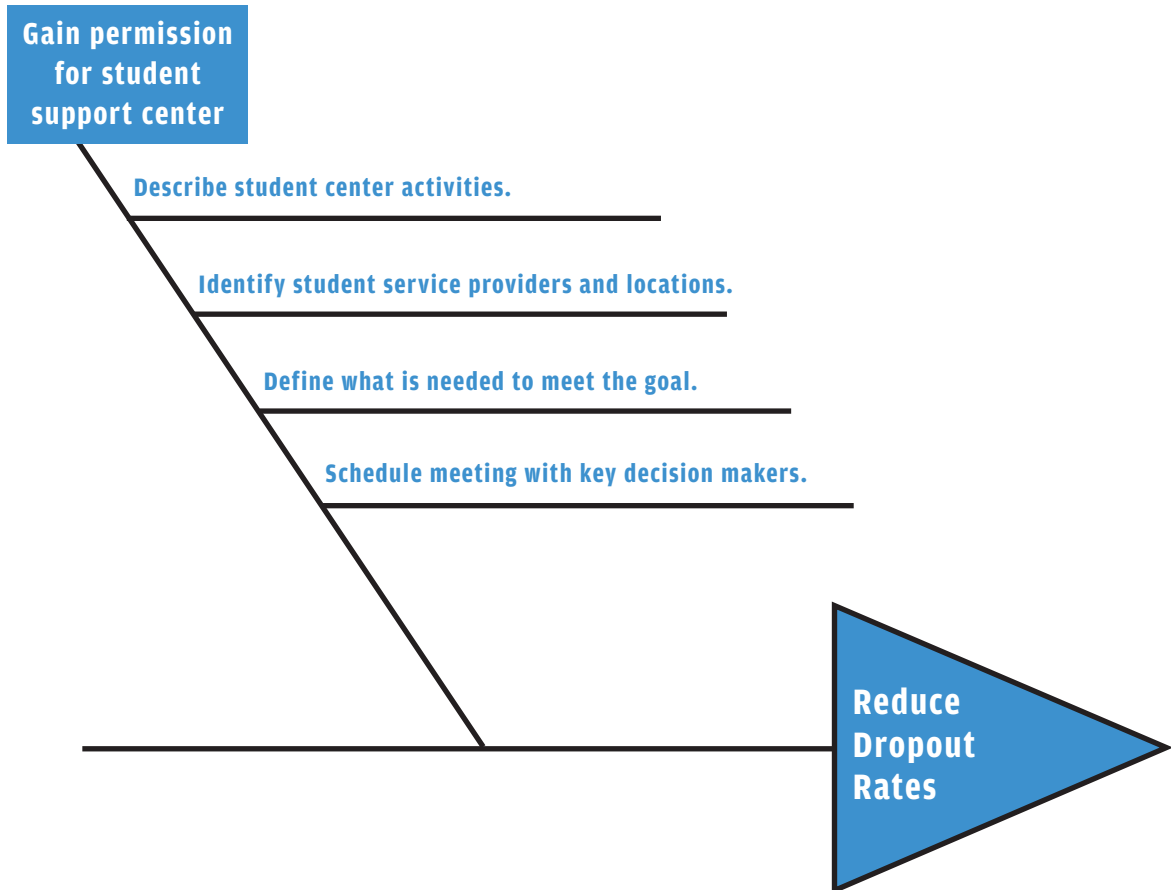 Gain permission
for student
support center
Describe student center activities.
Identify student service providers and locations.
Define what is needed to meet the goal.
Schedule meeting with key decision makers.
Reduce
Dropout
Rates